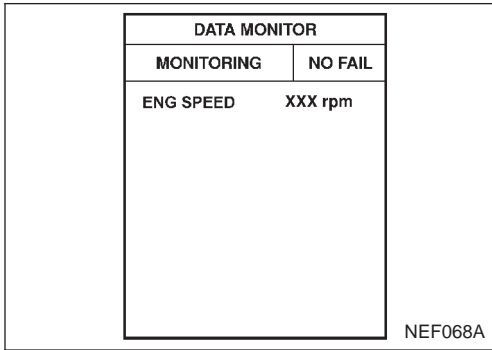 DATA MONITOR
MONITORING NO FAIL
ENG SPEED XXX rpm
NEF068A